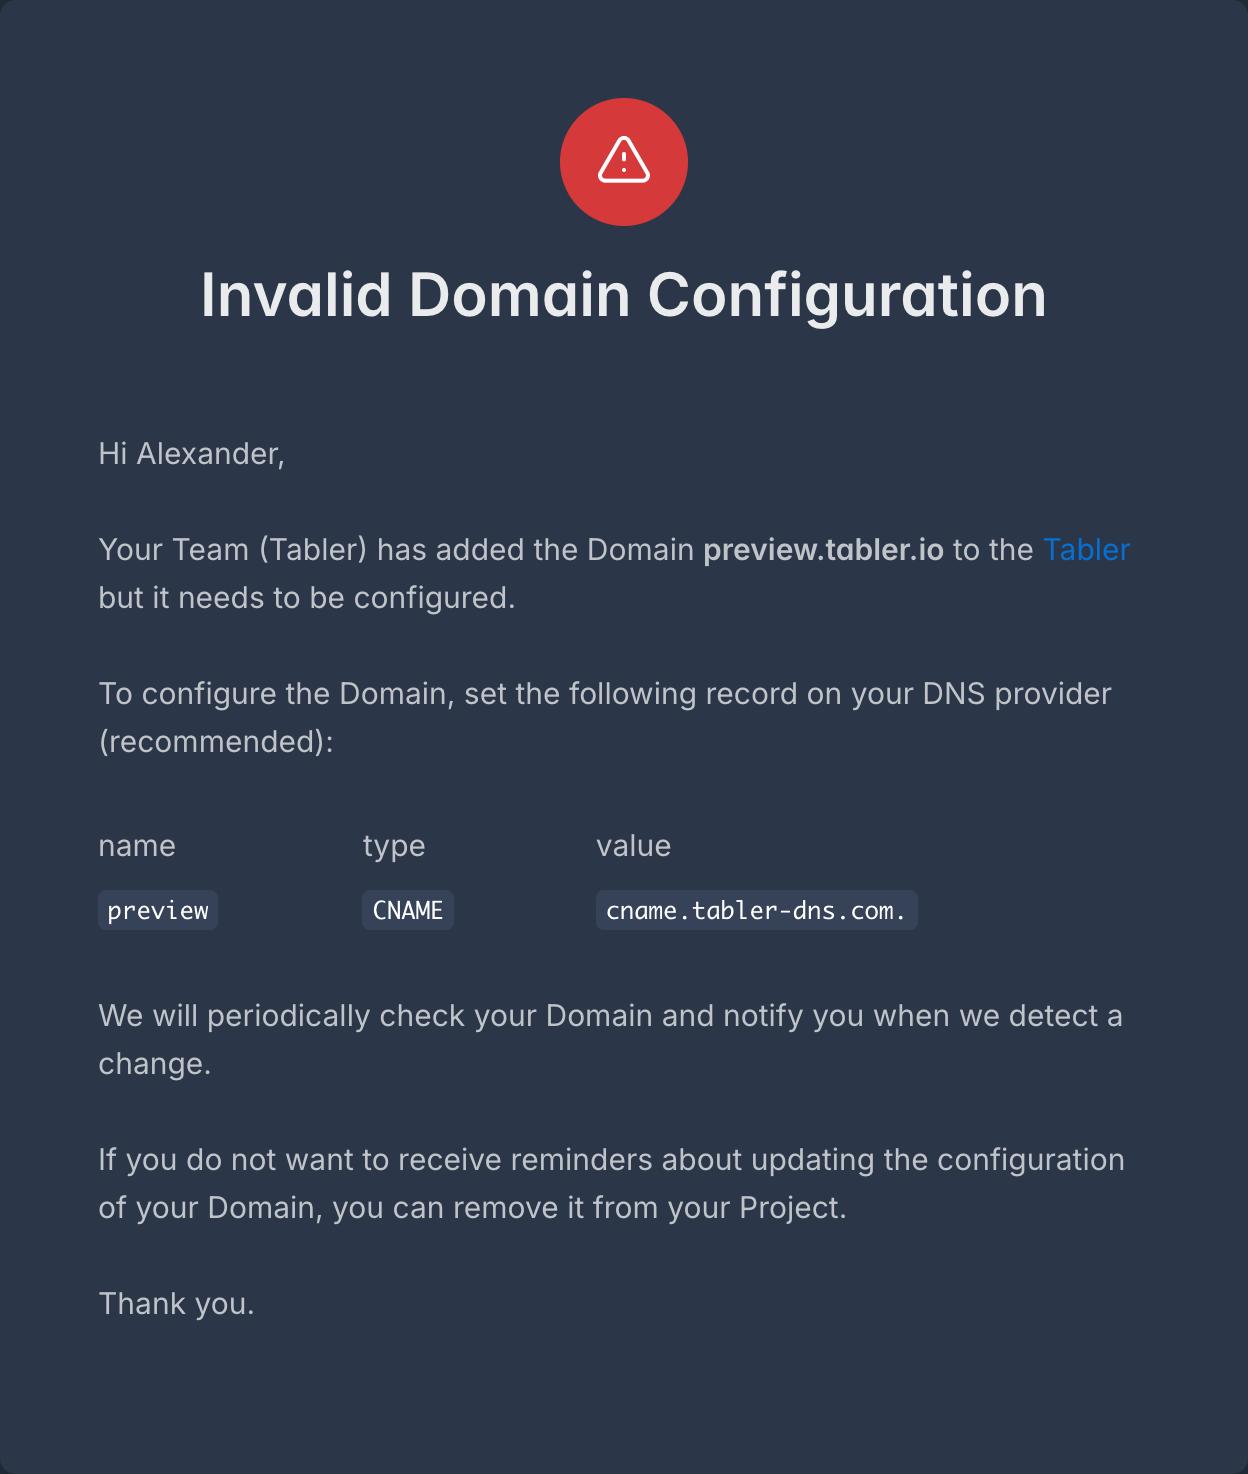 Invalid Domain Configuration
Hi Alexander,
Your Team (Tabler) has added the Domain preview.tabler.io to the Tabler
but it needs to be configured.
To configure the Domain, set the following record on your DNS provider
(recommended):
name type value
preview CNAME cname.tabler-dns.com.
We will periodically check your Domain and notify you when we detect a
change.
If you do not want to receive reminders about updating the configuration
of your Domain, you can remove it from your Project.
Thank you.